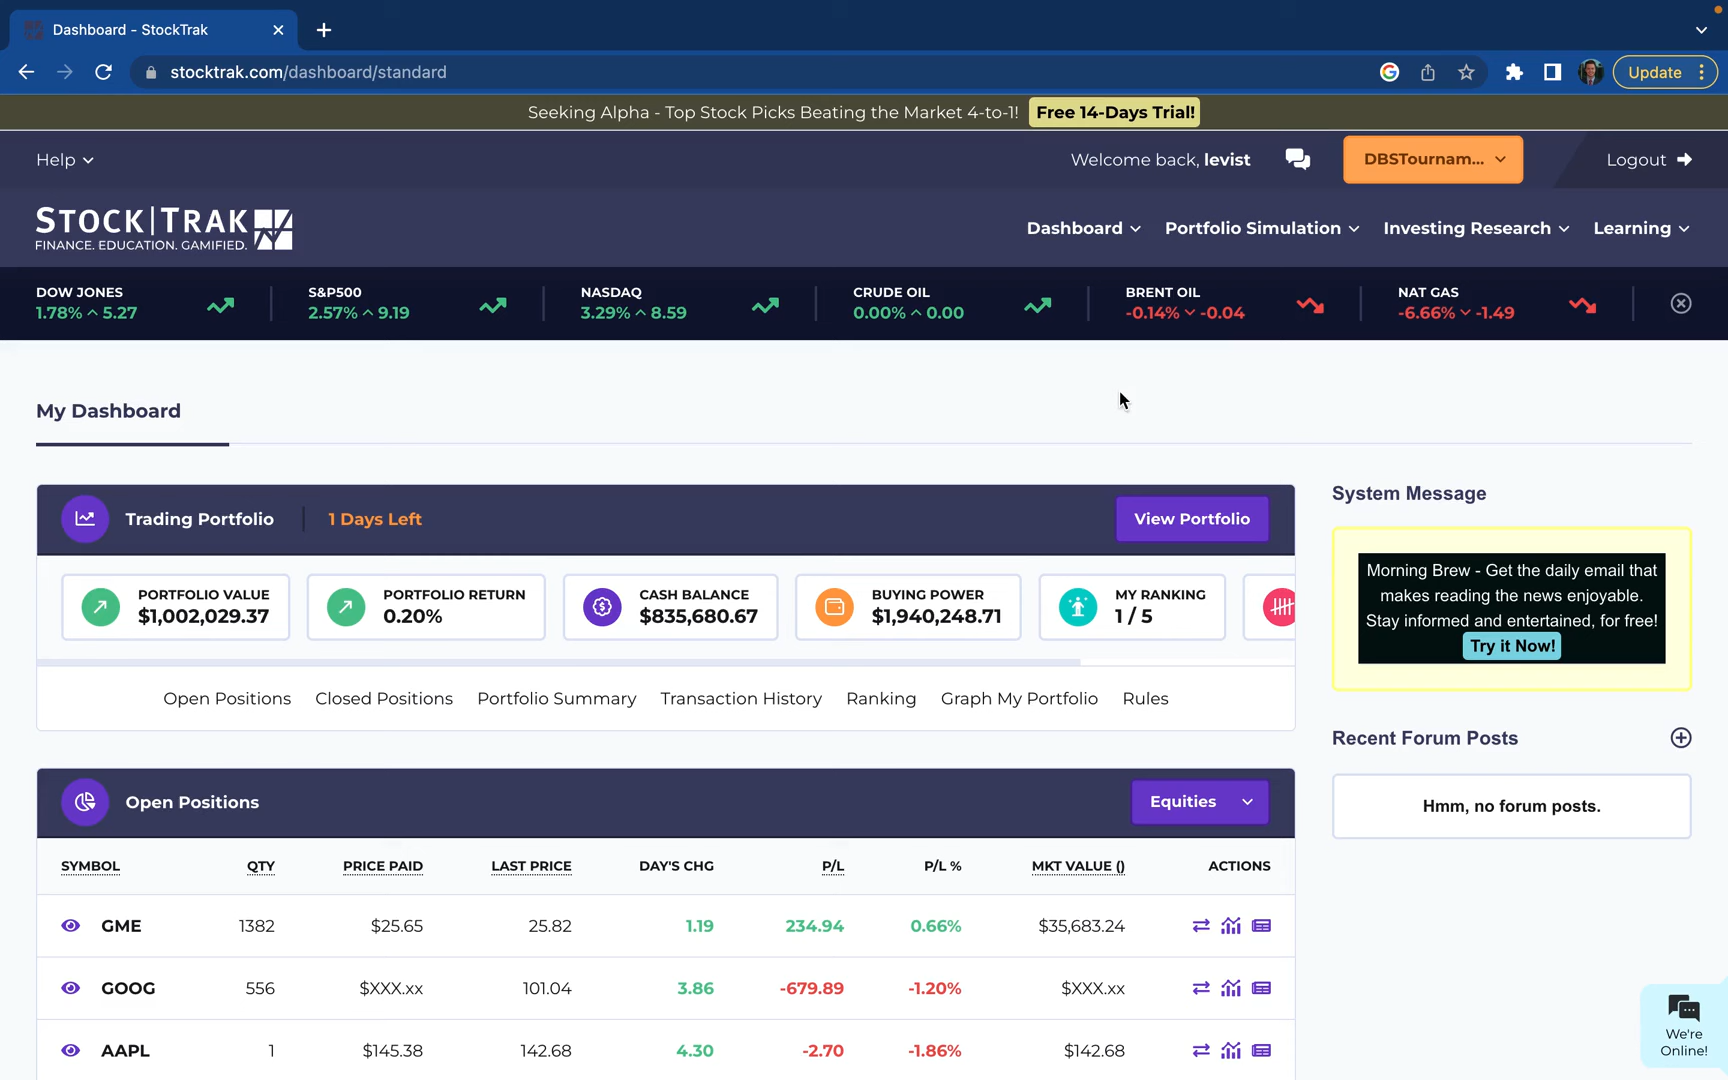 Dashboard - StockTrak
stocktrak.com/dashboard/standard
Update
Seeking Alpha - Top Stock Picks Beating the Market 4-to-1! Free 14-Days Trial!
Help
Welcome back, levist
DBSTournam...
Logout
STOCK|TRAK
FINANCE. EDUCATION. GAMIFIED.
Dashboard Portfolio Simulation Investing Research Learning
DOW JONES S&P500 NASDAQ CRUDE OIL BRENT OIL NAT GAS
1.78% 5.27 2.57% 9.19 3.29% 8.59 0.00% 0.00 -0.14% -0.04 -6.66% -1.49
My Dashboard
Trading Portfolio 1 Days Left View Portfolio
PORTFOLIO VALUE PORTFOLIO RETURN CASH BALANCE BUYING POWER MY RANKING
$1,002,029.37 0.20% $835,680.67 $1,940,248.71 1 / 5
Open Positions Closed Positions Portfolio Summary Transaction History Ranking Graph My Portfolio Rules
Open Positions Equities
SYMBOL QTY PRICE PAID LAST PRICE DAY'S CHG P/L P/L % MKT VALUE () ACTIONS
GME 1382 $25.65 25.82 1.19 234.94 0.66% $35,683.24
GOOG 556 $XXX.xx 101.04 3.86 -679.89 -1.20% $XXX.xx
AAPL 1 $145.38 142.68 4.30 -2.70 -1.86% $142.68
System Message
Morning Brew - Get the daily email that
makes reading the news enjoyable.
Stay informed and entertained, for free!
Try it Now!
Recent Forum Posts
Hmm, no forum posts.
We're
Online!